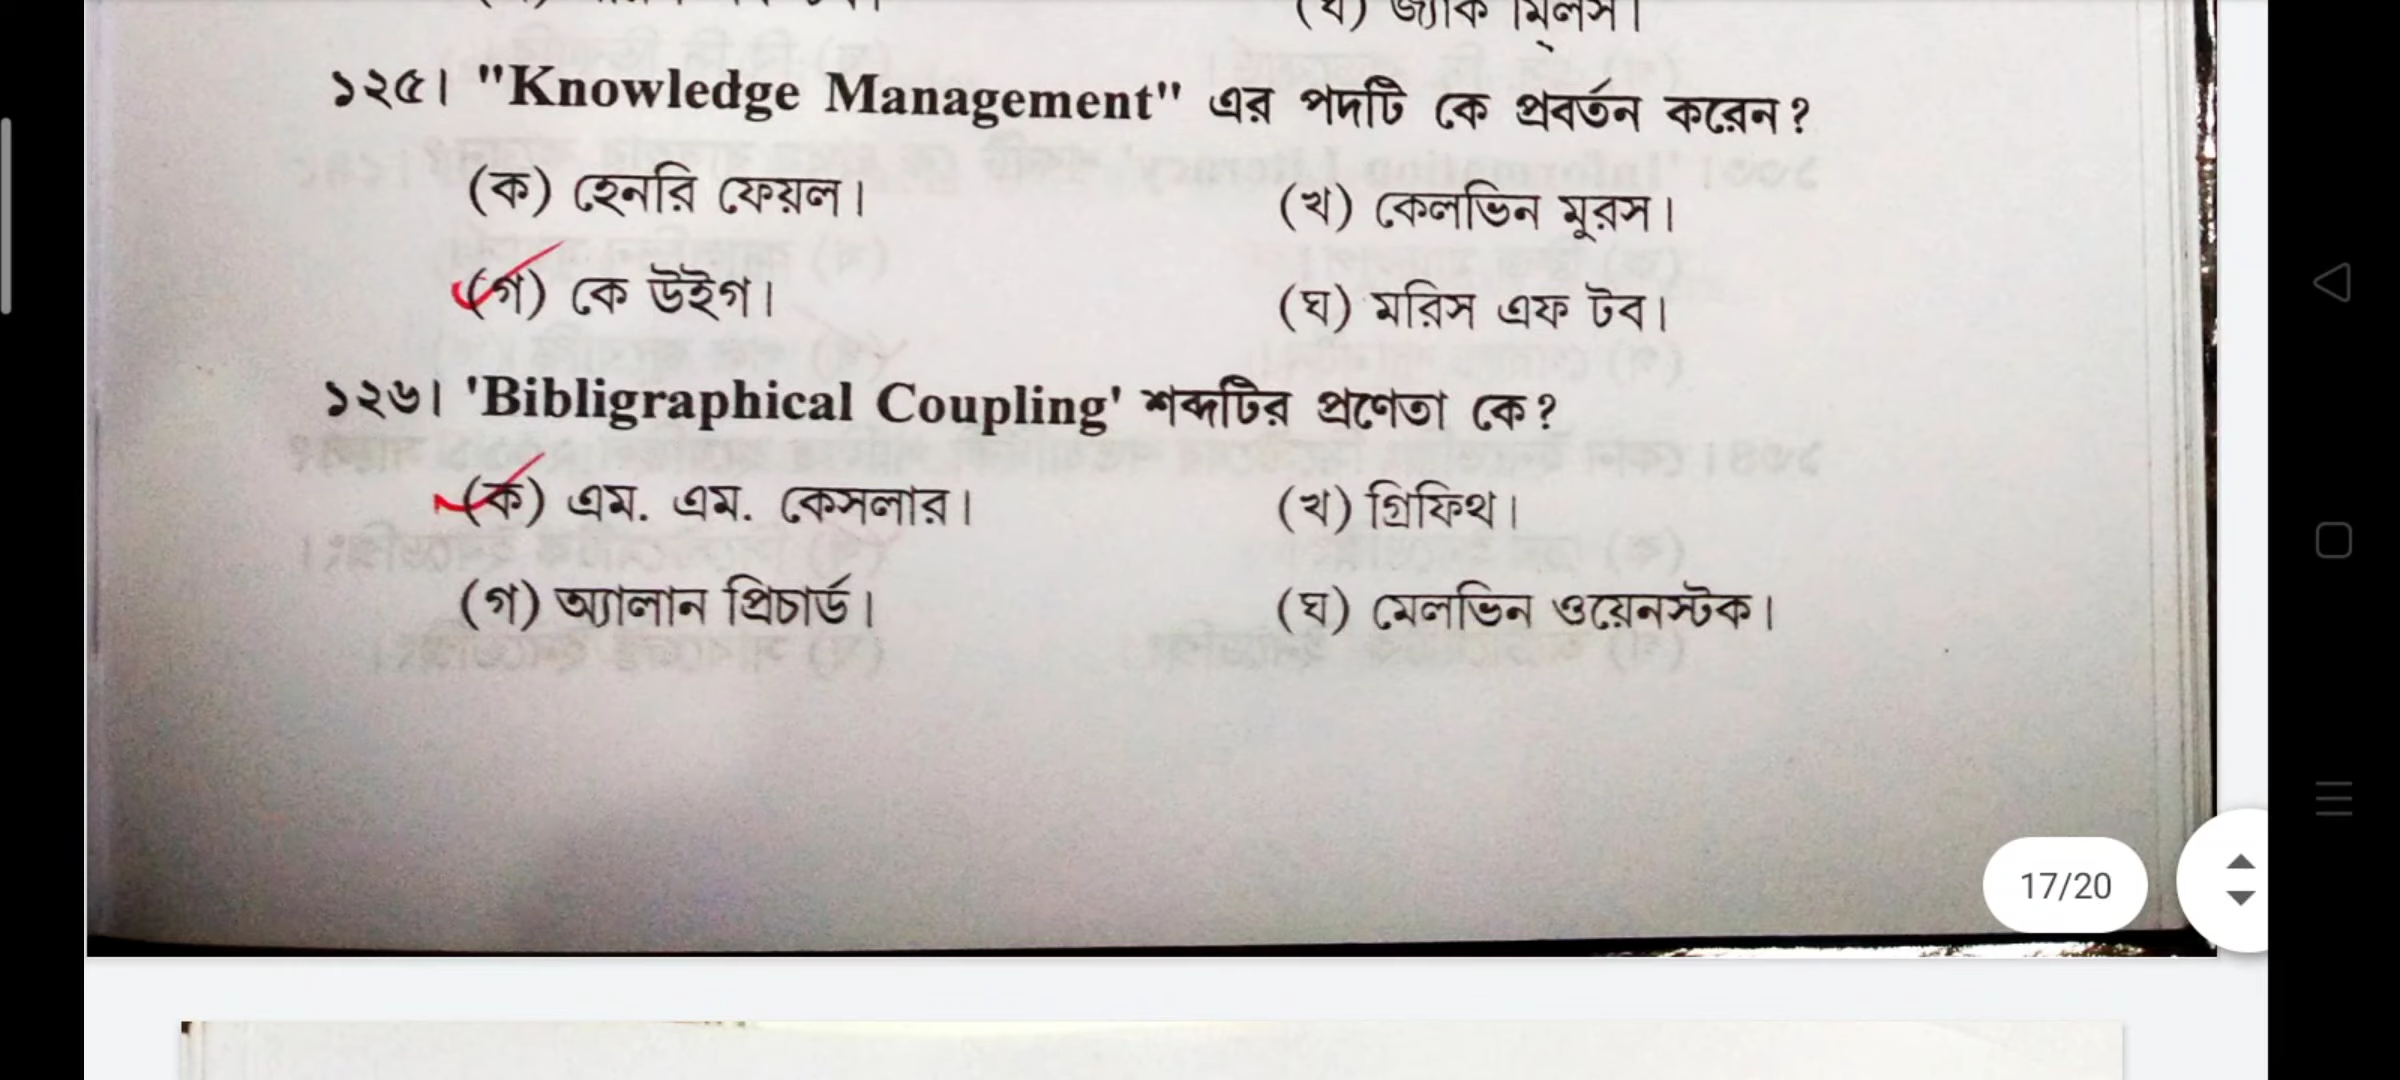 (ঘ) জ্যাক মিলস।
১২৫। "Knowledge Management" এর পদটি কে প্রবর্তন করেন?
(ক) হেনরি ফেয়ল। (খ) কেলভিন মুরস।
(গ) কে উইগ। (ঘ) মরিস এফ টব।
১২৬। 'Bibligraphical Coupling' শব্দটির প্রণেতা কে?
(ক) এম. এম. কেসলার। (খ) গ্রিফিথ।
(গ) অ্যালান প্রিচার্ড। (ঘ) মেলভিন ওয়েনস্টক।
17/20